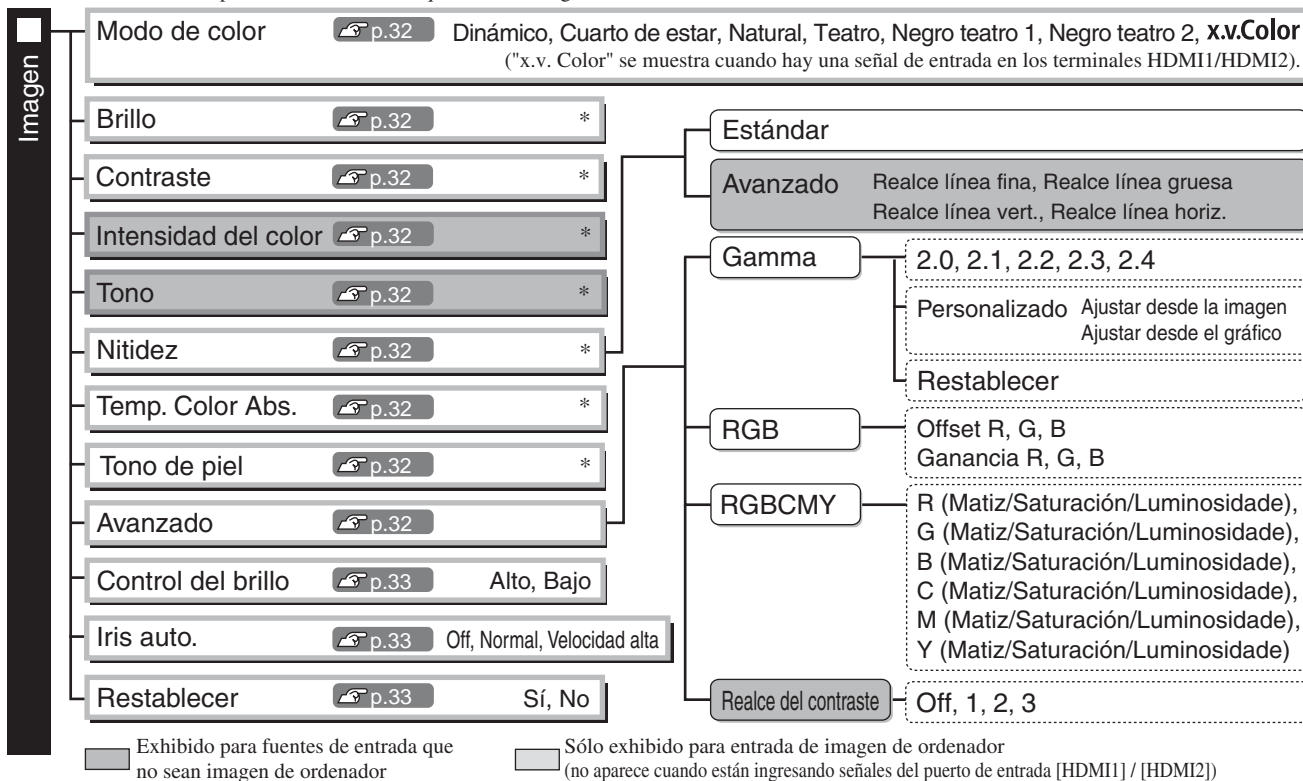 Imagen
Modo de color p.32 Dinámico, Cuarto de estar, Natural, Teatro, Negro teatro 1, Negro teatro 2, x.v.Color
("x.v. Color" se muestra cuando hay una señal de entrada en los terminales HDMI1/HDMI2).
Brillo p.32 *
Contraste p.32 *
Intensidad del color p.32 *
Tono p.32 *
Nitidez p.32 *
Temp. Color Abs. p.32 *
Tono de piel p.32 *
Avanzado p.32
Control del brillo p.33 Alto, Bajo
Iris auto. p.33 Off, Normal, Velocidad alta
Restablecer p.33 Sí, No
Estándar
Avanzado Realce línea fina, Realce línea gruesa
Realce línea vert., Realce línea horiz.
Gamma
2.0, 2.1, 2.2, 2.3, 2.4
Personalizado Ajustar desde la imagen
Ajustar desde el gráfico
Restablecer
RGB
Offset R, G, B
Ganancia R, G, B
RGBCMY
R (Matiz/Saturación/Luminosidade),
G (Matiz/Saturación/Luminosidade),
B (Matiz/Saturación/Luminosidade),
C (Matiz/Saturación/Luminosidade),
M (Matiz/Saturación/Luminosidade),
Y (Matiz/Saturación/Luminosidade)
Realce del contraste Off, 1, 2, 3
Exhibido para fuentes de entrada que
no sean imagen de ordenador
Sólo exhibido para entrada de imagen de ordenador
(no aparece cuando están ingresando señales del puerto de entrada [HDMI1] / [HDMI2])